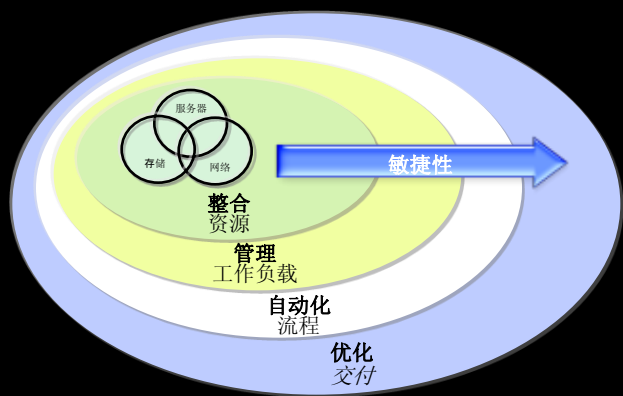 服务器
存储
网络
敏捷性
整合
资源
管理
工作负载
自动化
流程
优化
交付